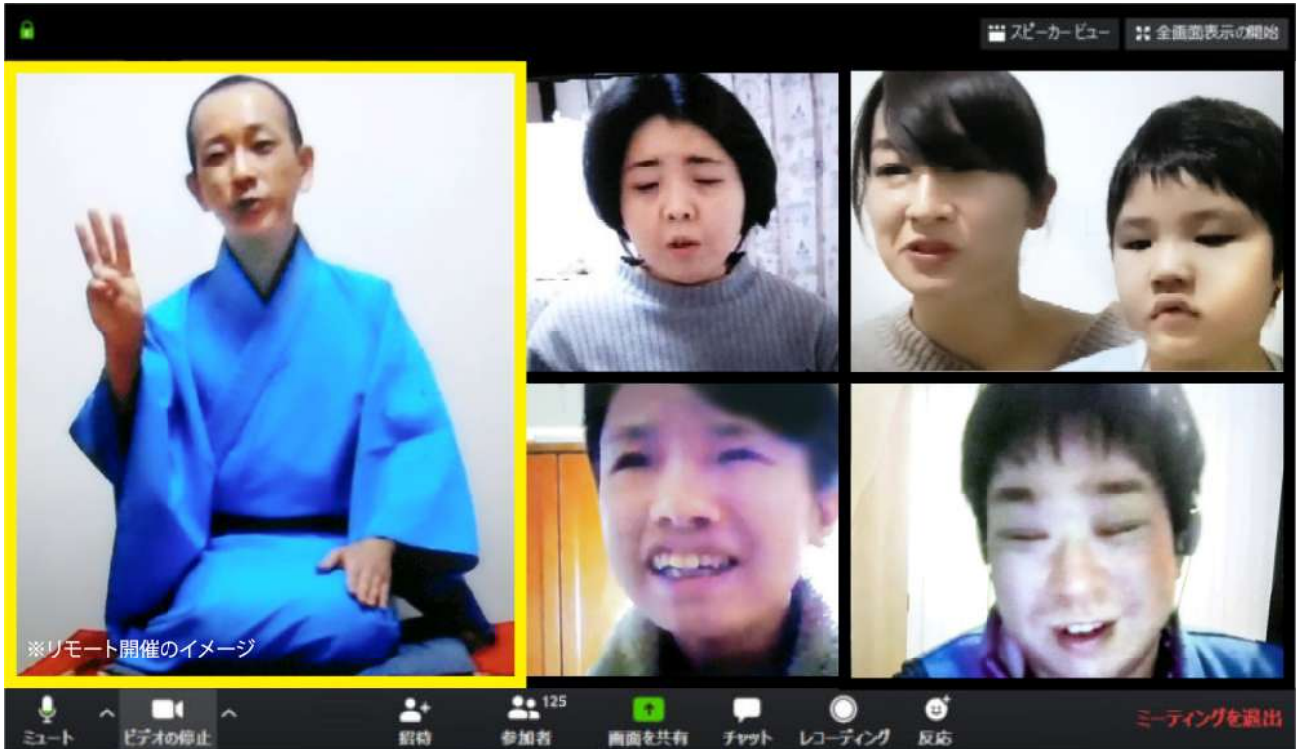 スピーカービュー
全画面表示の開始
※リモート開催のイメージ
ミュート
ビデオの停止
招待
参加者
125
画面を共有
チャット
レコーディング
反応
ミーティングを退出